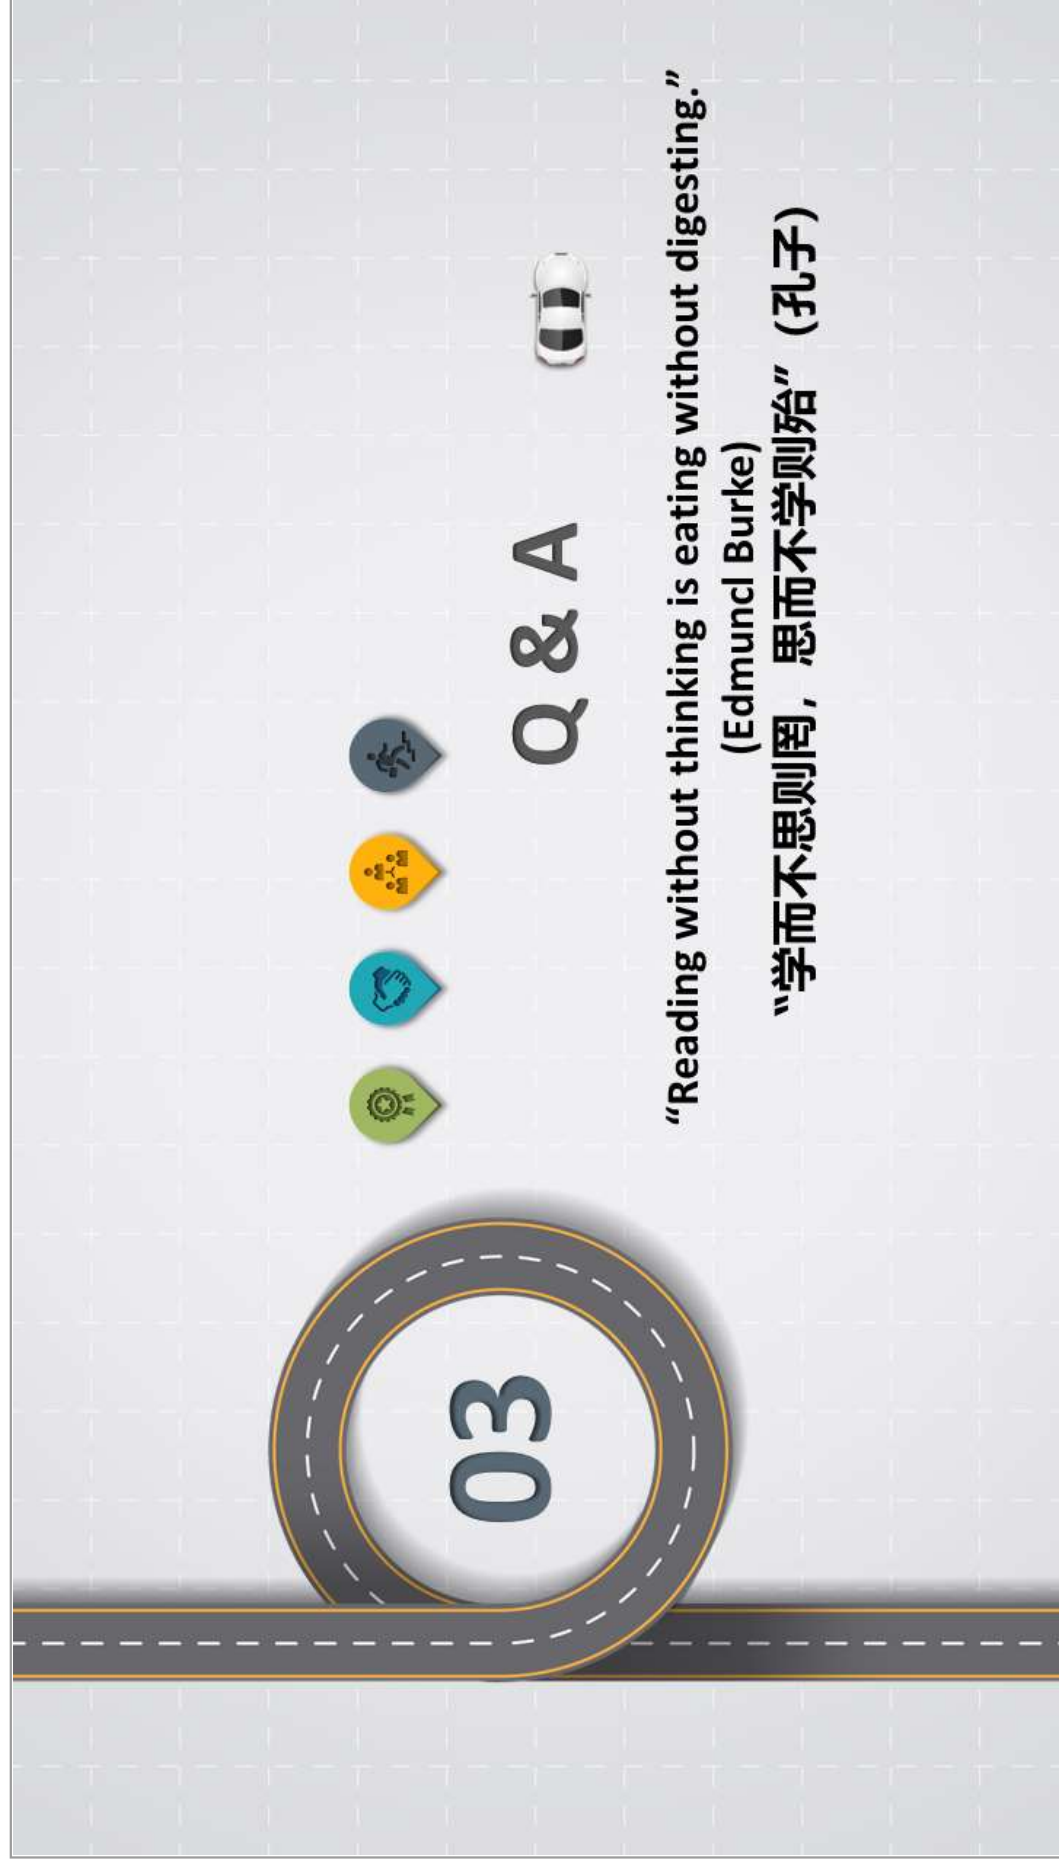 03
Q & A
“Reading without thinking is eating without digesting.”
(Edmuncl Burke)
“学而不思则罔， 思而不学则殆”（孔子）